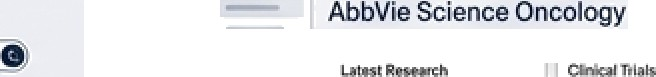 AbbVie Science Oncology
Latest Research
Clinical Trials